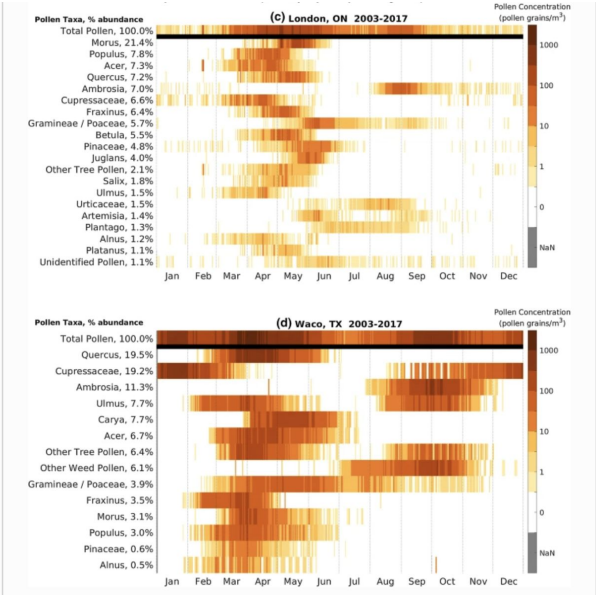 Pollen Concentration
(pollen grains/m³)
Pollen Taxa, % abundance
(c) London, ON 2003-2017
Total Pollen, 100.0%
Morus, 21.4%
Populus, 7.8%
Acer, 7.3%
Quercus, 7.2%
Ambrosia, 7.0%
Cupressaceae, 6.6%
Fraxinus, 6.4%
Gramineae / Poaceae, 5.7%
Betula, 5.5%
Pinaceae, 4.8%
Juglans, 4.0%
Other Tree Pollen, 2.1%
Salix, 1.8%
Ulmus, 1.5%
Urticaceae, 1.5%
Artemisia, 1.4%
Plantago, 1.3%
Alnus, 1.2%
Platanus, 1.1%
Unidentified Pollen, 1.1%
Jan Feb Mar Apr May Jun Jul Aug Sep Oct Nov Dec
1000
100
10
1
0
NaN
Pollen Concentration
(pollen grains/m³)
Pollen Taxa, % abundance
(d) Waco, TX 2003-2017
Total Pollen, 100.0%
Quercus, 19.5%
Cupressaceae, 19.2%
Ambrosia, 11.3%
Ulmus, 7.7%
Carya, 7.7%
Acer, 6.7%
Other Tree Pollen, 6.4%
Other Weed Pollen, 6.1%
Gramineae / Poaceae, 3.9%
Fraxinus, 3.5%
Morus, 3.1%
Populus, 3.0%
Pinaceae, 0.6%
Alnus, 0.5%
Jan Feb Mar Apr May Jun Jul Aug Sep Oct Nov Dec
1000
100
10
1
0
NaN